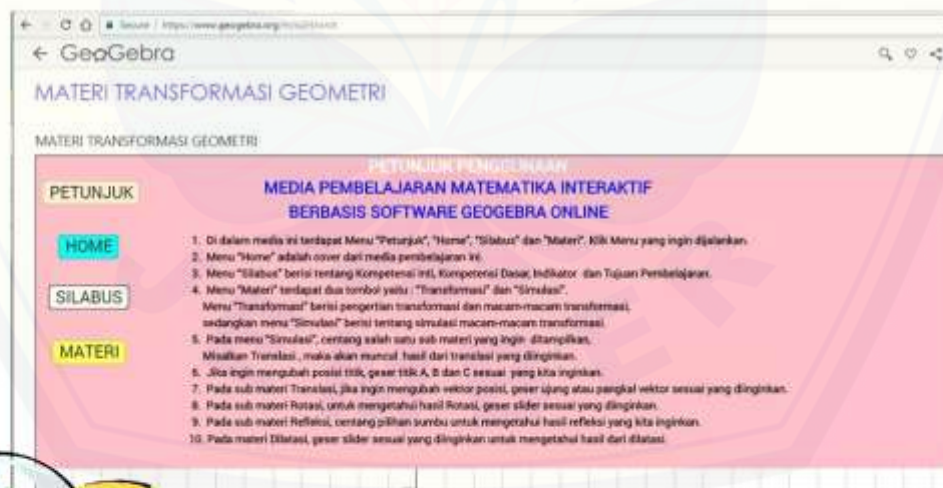 Secure | https://www.geogebra.org
GeoGebra
MATERI TRANSFORMASI GEOMETRI
MATERI TRANSFORMASI GEOMETRI
PETUNJUK PENGGUNAAN
MEDIA PEMBELAJARAN MATEMATIKA INTERAKTIF
BERBASIS SOFTWARE GEOGEBRA ONLINE
PETUNJUK
HOME
SILABUS
MATERI
1. Di dalam media ini terdapat Menu "Petunjuk", "Home", "Silabus" dan "Materi". Klik Menu yang ingin dijalankan.
2. Menu "Home" adalah cover dari media pembelajaran ini.
3. Menu "Silabus" berisi tentang Kompetensi Inti, Kompetensi Dasar, Indikator dan Tujuan Pembelajaran.
4. Menu "Materi" terdapat dua tombol yaitu : "Transformasi" dan "Simulasi".
Menu "Transformasi" berisi pengertian transformasi dan macam-macam transformasi,
sedangkan menu "Simulasi" berisi tentang simulasi macam-macam transformasi.
5. Pada menu "Simulasi", centang salah satu sub materi yang ingin ditampilkan,
Misalkan Translasi, maka akan muncul hasil dari translasi yang diinginkan.
6. Jika ingin mengubah posisi titik, geser titik A, B dan C sesuai yang kita inginkan.
7. Pada sub materi Translasi, jika ingin mengubah vektor posisi, geser ujung atau pangkal vektor sesuai yang diinginkan.
8. Pada sub materi Rotasi, untuk mengetahui hasil Rotasi, geser slider sesuai yang diinginkan.
9. Pada sub materi Refleksi, centang pilihan sumbu untuk mengetahui hasil refleksi yang kita inginkan.
10. Pada materi Dilatasi, geser slider sesuai yang diinginkan untuk mengetahui hasil dari dilatasi.